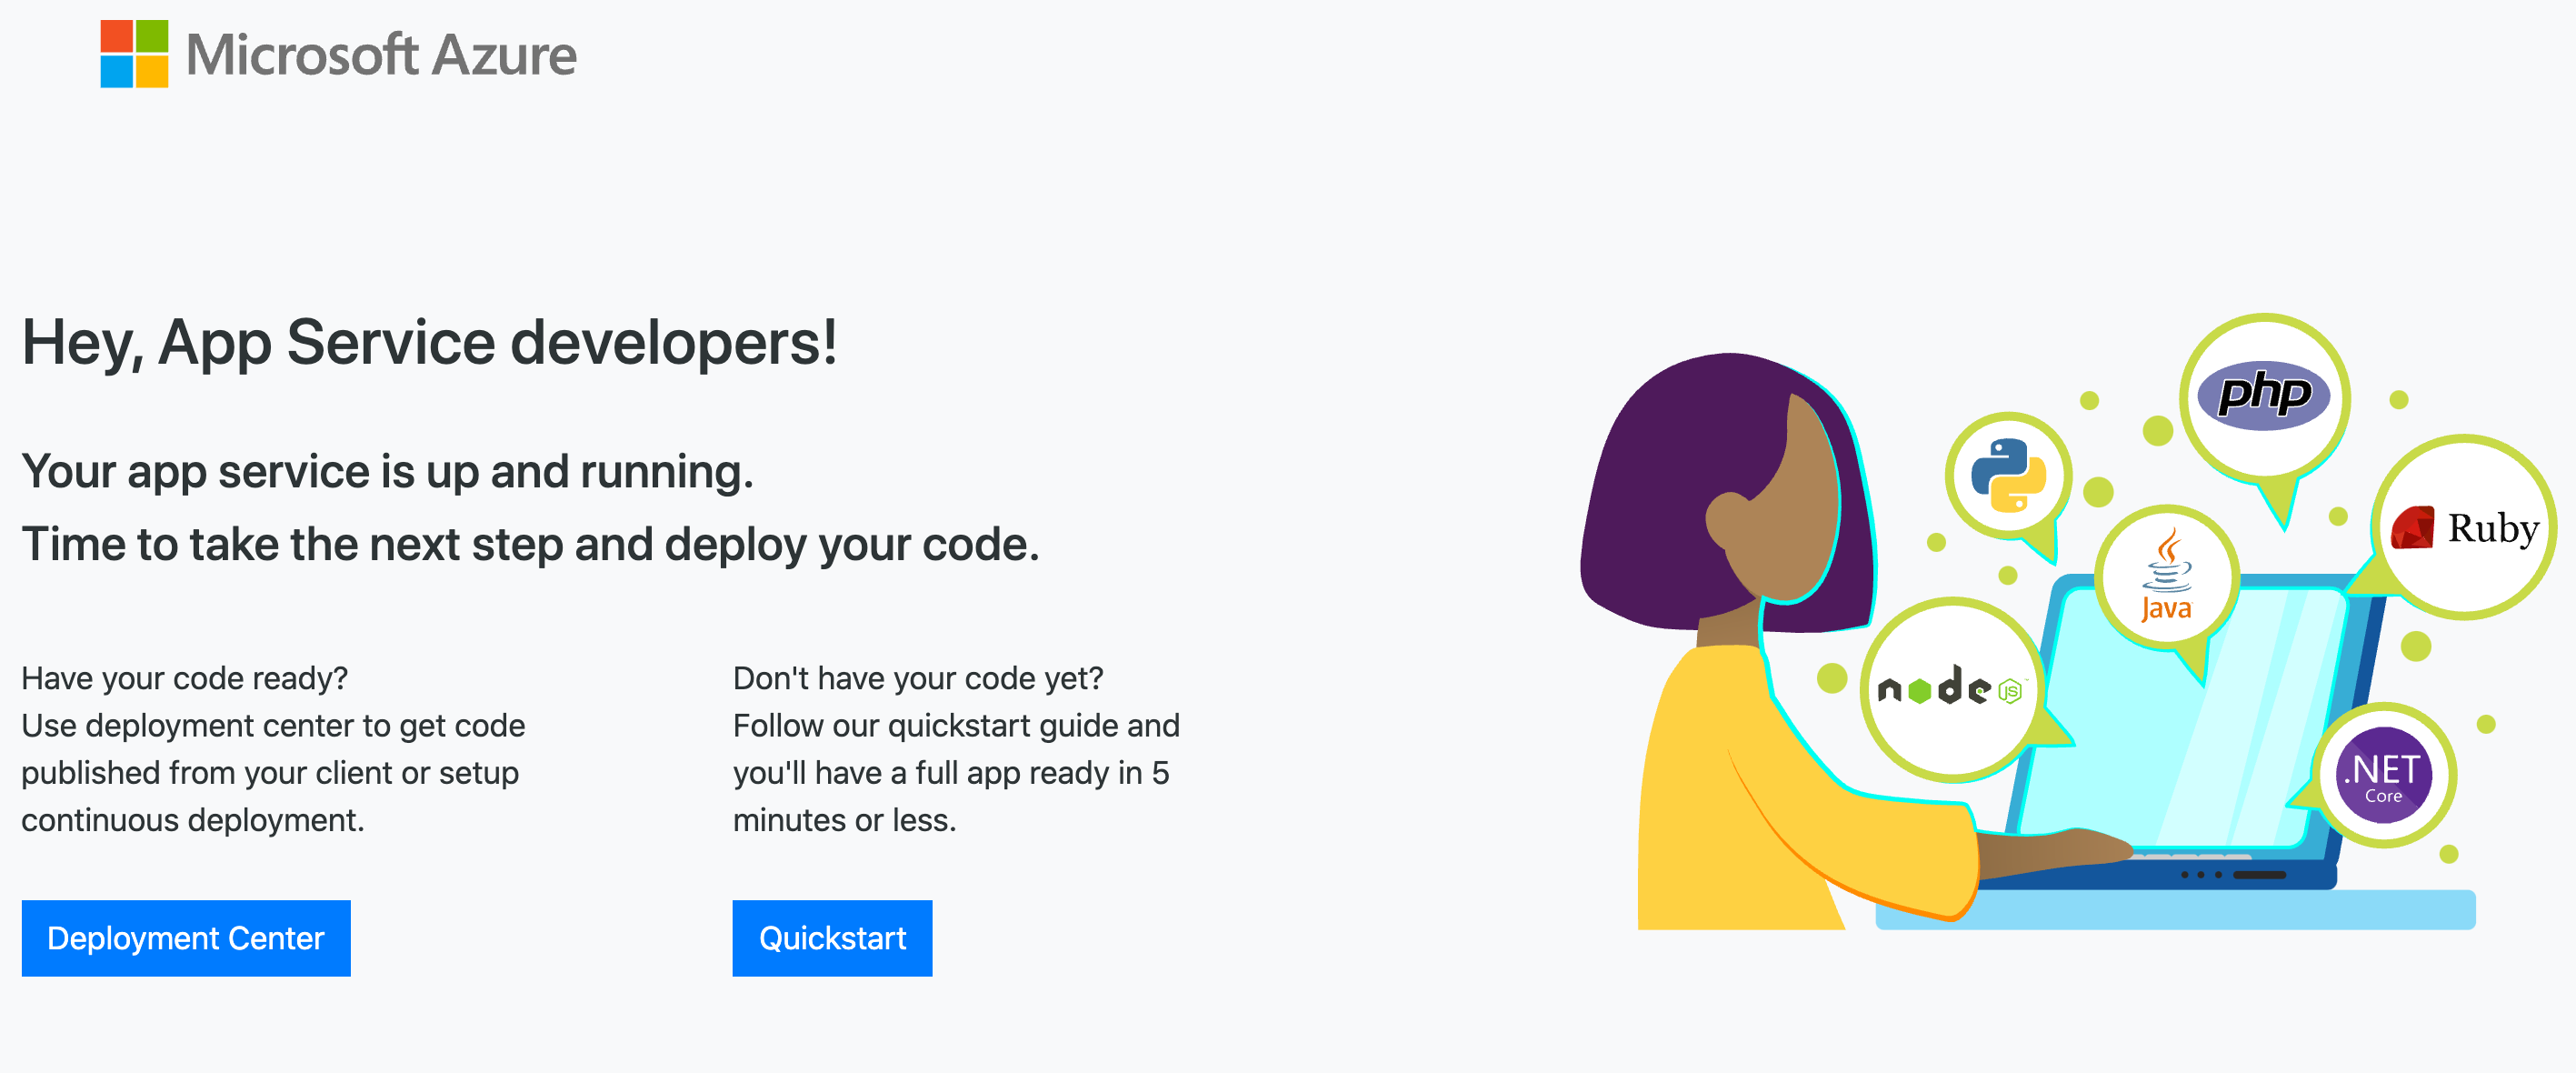 Microsoft Azure
Hey, App Service developers!
Your app service is up and running.
Time to take the next step and deploy your code.
Have your code ready?
Use deployment center to get code
published from your client or setup
continuous deployment.
Deployment Center
Don't have your code yet?
Follow our quickstart guide and
you'll have a full app ready in 5
minutes or less.
Quickstart
php
Ruby
Java
node
JS
.NET
Core